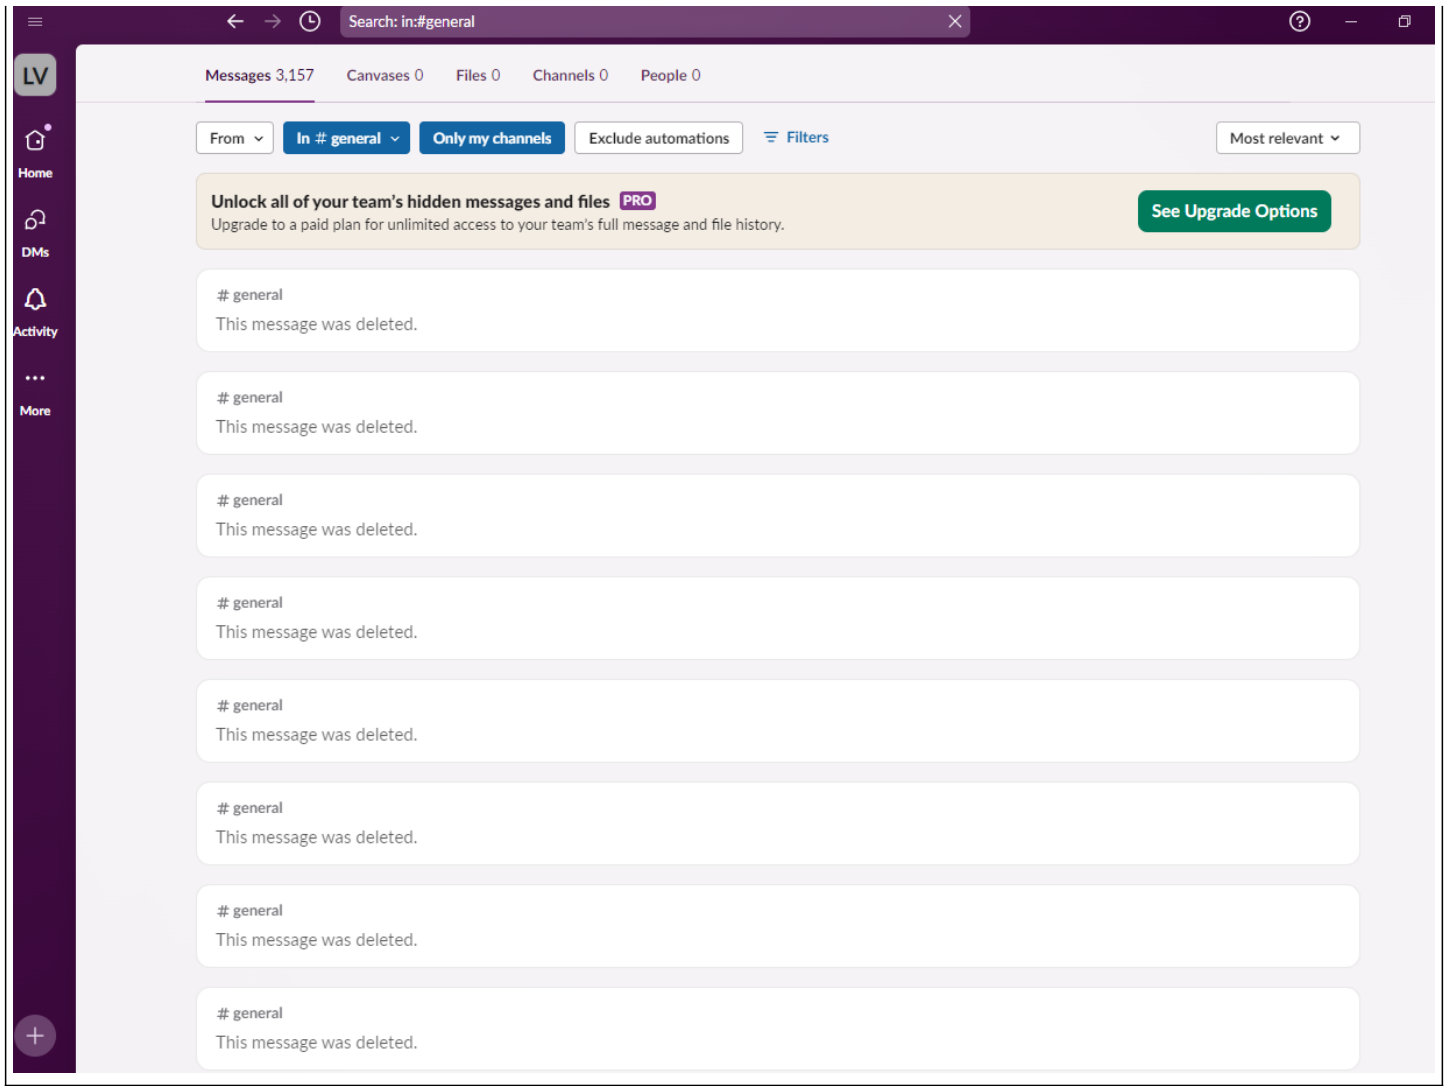 Search: in:#general
LV
Home
DMs
Activity
More
Messages 3,157 Canvases 0 Files 0 Channels 0 People 0
From In # general Only my channels Exclude automations Filters Most relevant
Unlock all of your team’s hidden messages and files PRO
Upgrade to a paid plan for unlimited access to your team’s full message and file history.
See Upgrade Options
# general
This message was deleted.
# general
This message was deleted.
# general
This message was deleted.
# general
This message was deleted.
# general
This message was deleted.
# general
This message was deleted.
# general
This message was deleted.
# general
This message was deleted.